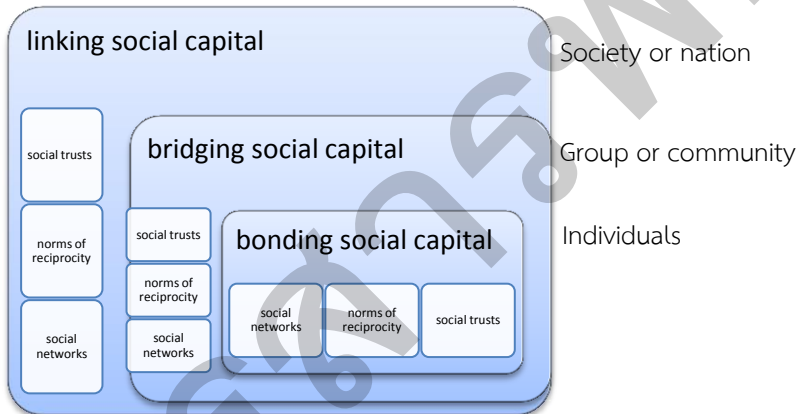 linking social capital
Society or nation
social trusts
norms of
reciprocity
social
networks
bridging social capital
Group or community
social trusts
norms of
reciprocity
social
networks
bonding social capital
Individuals
social
networks
norms of
reciprocity
social trusts